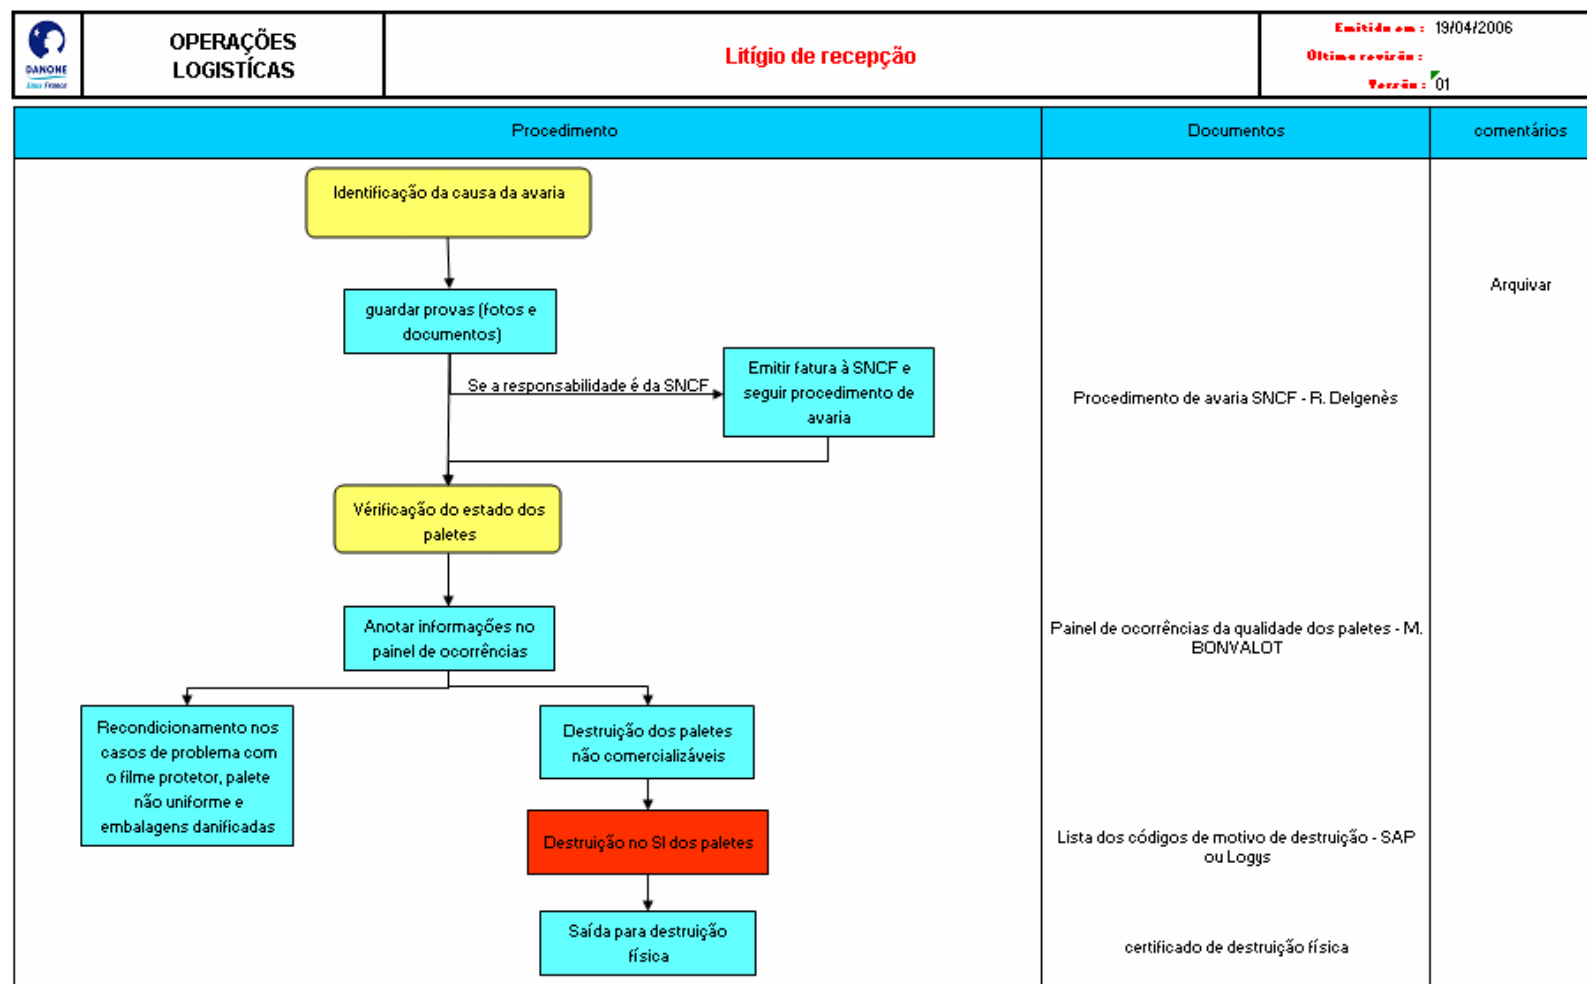 DANONE
OPERAÇÕES
LOGISTÍCAS
Litígio de recepção
Emitido em : 19/04/2006
Última revisão :
Versão : 01
Procedimento
Documentos
comentários
Identificação da causa da avaria
Arquivar
guardar provas (fotos e
documentos)
Se a responsabilidade é da SNCF
Emitir fatura à SNCF e
seguir procedimento de
avaria
Procedimento de avaria SNCF - R. Delgenès
Vérificação do estado dos
paletes
Anotar informações no
painel de ocorrências
Painel de ocorrências da qualidade dos paletes - M.
BONVALOT
Recondicionamento nos
casos de problema com
o filme protetor, palete
não uniforme e
embalagens danificadas
Destruição dos paletes
não comercializáveis
Destruição no SI dos paletes
Lista dos códigos de motivo de destruição - SAP
ou Logys
Saída para destruição
física
certificado de destruição física